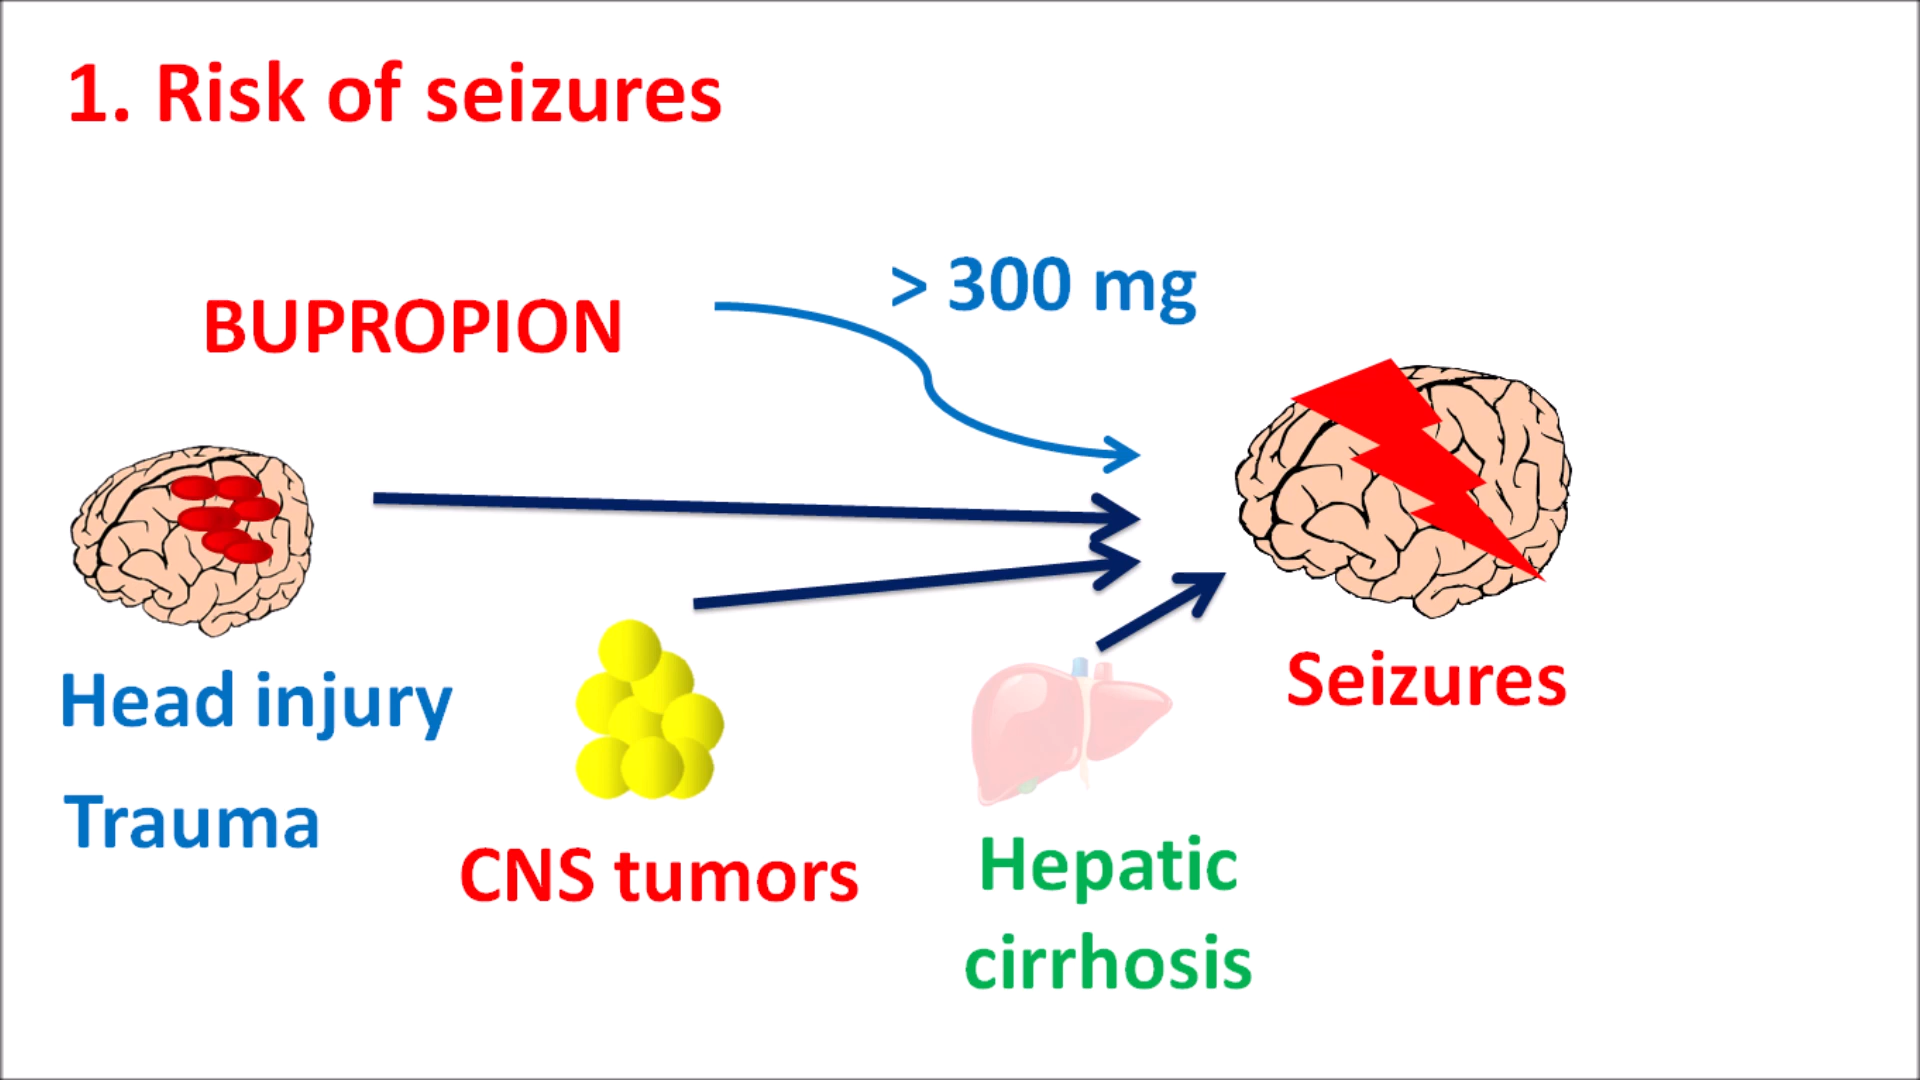 1. Risk of seizures
> 300 mg
BUPROPION
Seizures
Head injury
Trauma
CNS tumors
Hepatic
cirrhosis